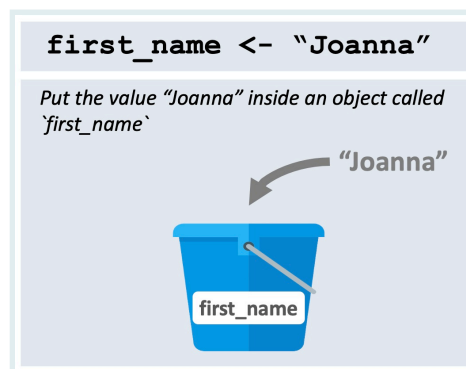 first_name <- “Joanna”
Put the value “Joanna” inside an object called
`first_name`
“Joanna”
first_name